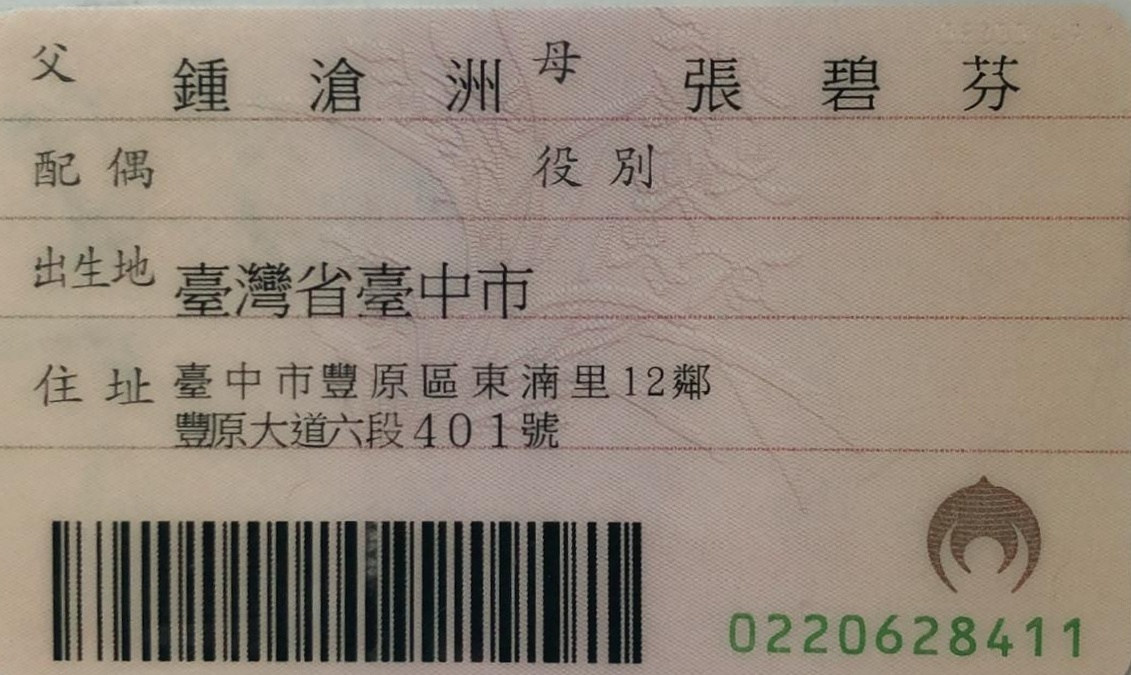 父 鍾滄洲 母 張碧芬
配偶 役別
出生地 臺灣省臺中市
住址 臺中市豐原區東湳里12鄰
豐原大道六段401號
0220628411